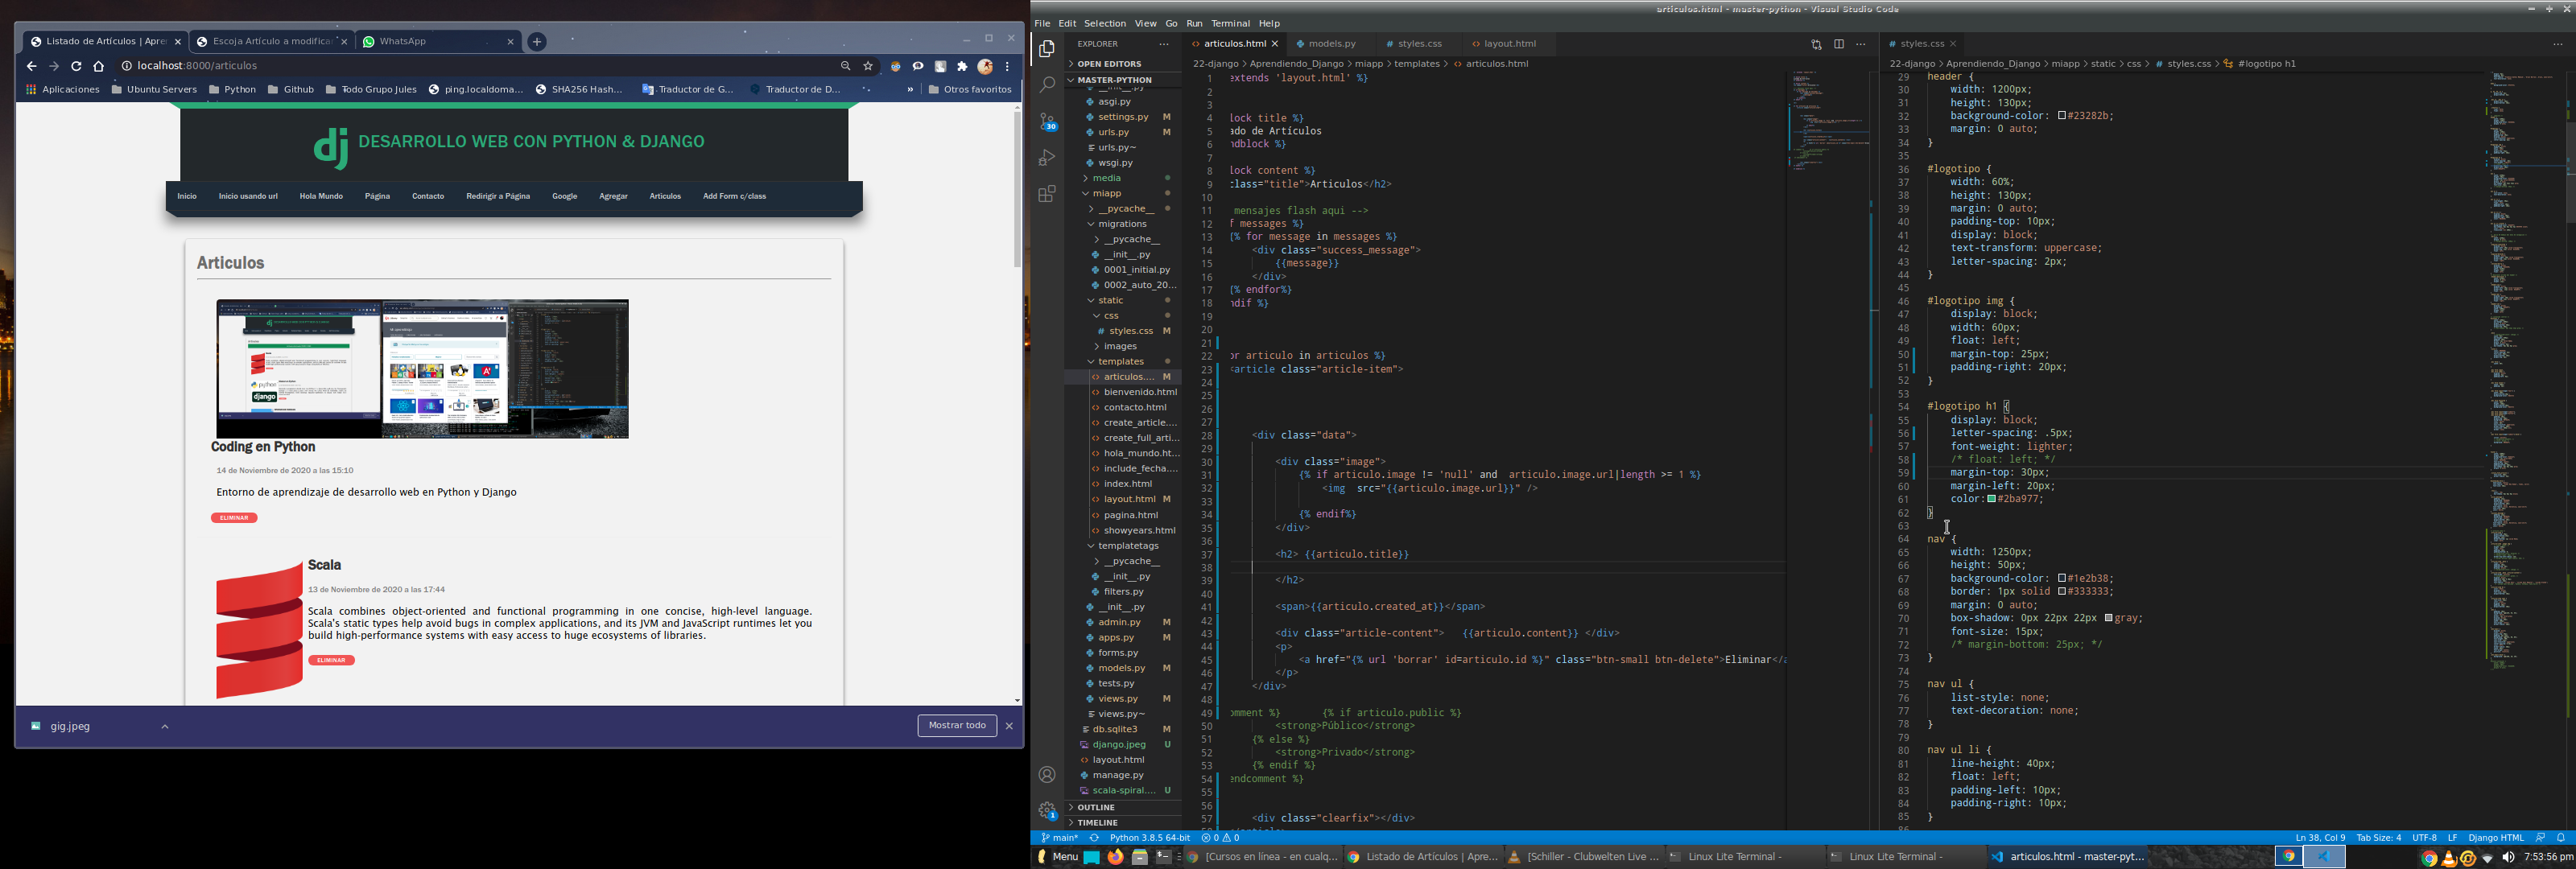 Listado de Artículos | Apre
Escoja Artículo a modifica
WhatsApp
localhost:8000/articulos
Aplicaciones
Ubuntu Servers
Python
Github
Todo Grupo Jules
ping.localdoma...
SHA256 Hash...
Traductor de G...
Traductor de D...
»
Otros favoritos
dj DESARROLLO WEB CON PYTHON & DJANGO
Inicio
Inicio usando url
Hola Mundo
Página
Contacto
Redirigir a Página
Google
Agregar
Articulos
Add Form c/class
Articulos
Coding en Python
14 de Noviembre de 2020 a las 15:10
Entorno de aprendizaje de desarrollo web en Python y Django
ELIMINAR
Scala
13 de Noviembre de 2020 a las 17:44
Scala combines object-oriented and functional programming in one concise, high-level language.
Scala's static types help avoid bugs in complex applications, and its JVM and JavaScript runtimes let you
build high-performance systems with easy access to huge ecosystems of libraries.
ELIMINAR
gig.jpeg
Mostrar todo
articulos.html - master-python - Visual Studio Code
File Edit Selection View Go Run Terminal Help
EXPLORER
OPEN EDITORS
MASTER-PYTHON
asgi.py
settings.py M
urls.py M
urls.py~
wsgi.py
media
miapp
__pycache__
migrations
__pycache__
__init__.py
0001_initial.py
0002_auto_20...
static
css
styles.css M
images
templates
articulos.... M
bienvenido.html
contacto.html
create_article....
create_full_arti...
hola_mundo.ht...
include_fecha....
index.html
layout.html M
pagina.html
showyears.html
templatetags
__pycache__
__init__.py
filters.py
__init__.py
admin.py M
apps.py M
forms.py
models.py M
tests.py
views.py M
views.py~
db.sqlite3 M
django.jpeg U
layout.html
manage.py
scala-spiral.... U
OUTLINE
TIMELINE
30
1
articulos.html
models.py
styles.css
layout.html
22-django > Aprendiendo_Django > miapp > templates > articulos.html
1 extends 'layout.html' %}
2
3
4 lock title %}
5 ado de Artículos
6 ndblock %}
7
8 lock content %}
9 class="title">Articulos</h2>
10
11 mensajes flash aqui -->
12 f messages %}
13 {% for message in messages %}
14 <div class="success_message">
15 {{message}}
16 </div>
17 {% endfor%}
18 ndif %}
19
20
21
22 or articulo in articulos %}
23 <article class="article-item">
24
25
26
27
28 <div class="data">
29
30 <div class="image">
31 {% if articulo.image != 'null' and  articulo.image.url|length >= 1 %}
32 <img  src="{{articulo.image.url}}" />
33
34 {% endif%}
35 </div>
36
37 <h2> {{articulo.title}}
38
39 </h2>
40
41 <span>{{articulo.created_at}}</span>
42
43 <div class="article-content">   {{articulo.content}} </div>
44 <p>
45 <a href="{% url 'borrar' id=articulo.id %}" class="btn-small btn-delete">Eliminar</a
46 </p>
47 </div>
48
49 omment %}      {% if articulo.public %}
50 <strong>Público</strong>
51 {% else %}
52 <strong>Privado</strong>
53 {% endif %}
54 endcomment %}
55
56
57 <div class="clearfix"></div>
styles.css
22-django > Aprendiendo_Django > miapp > static > css > styles.css > #logotipo h1
29 header {
30 width: 1200px;
31 height: 130px;
32 background-color: #23282b;
33 margin: 0 auto;
34 }
35
36 #logotipo {
37 width: 60%;
38 height: 130px;
39 margin: 0 auto;
40 padding-top: 10px;
41 display: block;
42 text-transform: uppercase;
43 letter-spacing: 2px;
44 }
45
46 #logotipo img {
47 display: block;
48 width: 60px;
49 float: left;
50 margin-top: 25px;
51 padding-right: 20px;
52 }
53
54 #logotipo h1 {
55 display: block;
56 letter-spacing: .5px;
57 font-weight: lighter;
58 /* float: left; */
59 margin-top: 30px;
60 margin-left: 20px;
61 color: #2ba977;
62 }
63
64 nav {
65 width: 1250px;
66 height: 50px;
67 background-color: #1e2b38;
68 border: 1px solid #333333;
69 margin: 0 auto;
70 box-shadow: 0px 22px 22px gray;
71 font-size: 15px;
72 /* margin-bottom: 25px; */
73 }
74
75 nav ul {
76 list-style: none;
77 text-decoration: none;
78 }
79
80 nav ul li {
81 line-height: 40px;
82 float: left;
83 padding-left: 10px;
84 padding-right: 10px;
85 }
main*
Python 3.8.5 64-bit
0 0
Ln 38, Col 9
Tab Size: 4
UTF-8
LF
Django HTML
Menu
[Cursos en línea - en cualq...
Listado de Artículos | Apre...
[Schiller - Clubwelten Live ...
Linux Lite Terminal -
Linux Lite Terminal -
articulos.html - master-pyt...
7:53:56 pm